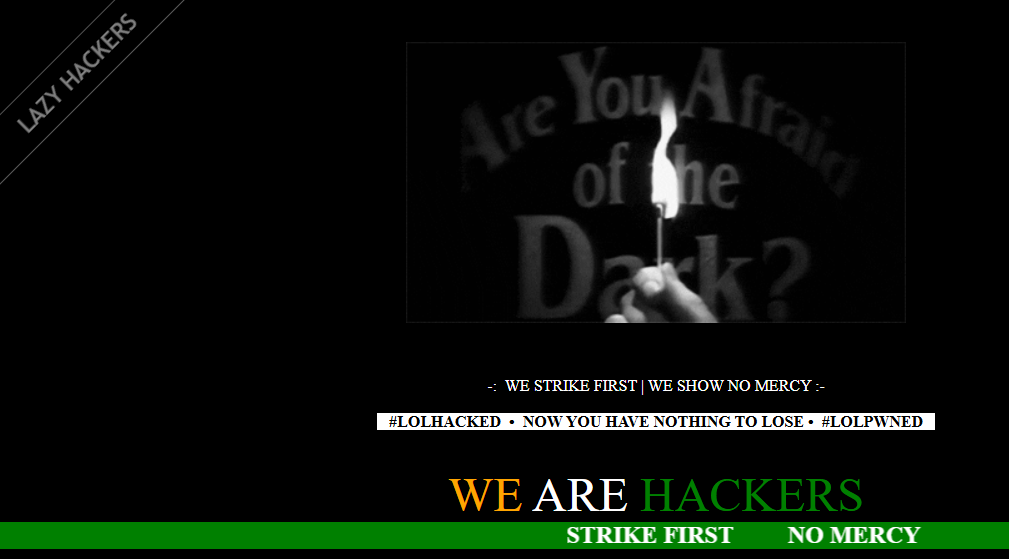 LAZY HACKERS
Are You Afraid
of the
Dark?
-: WE STRIKE FIRST | WE SHOW NO MERCY :-
#LOLHACKED • NOW YOU HAVE NOTHING TO LOSE • #LOLPWNED
WE ARE HACKERS
STRIKE FIRST NO MERCY